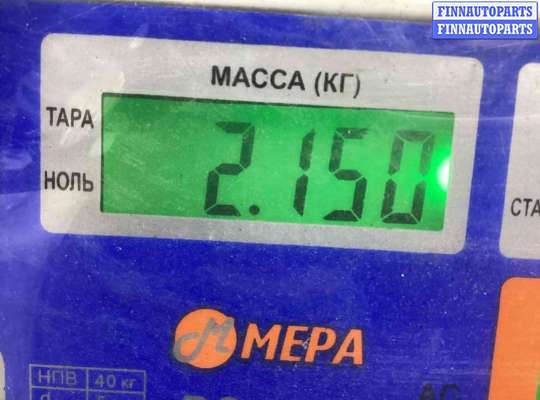 FINNAUTOPARTS
FINNAUTOPARTS
МАССА (КГ)
ТАРА
2.150
НОЛЬ
СТА
М МЕРА
НПВ 40 кг